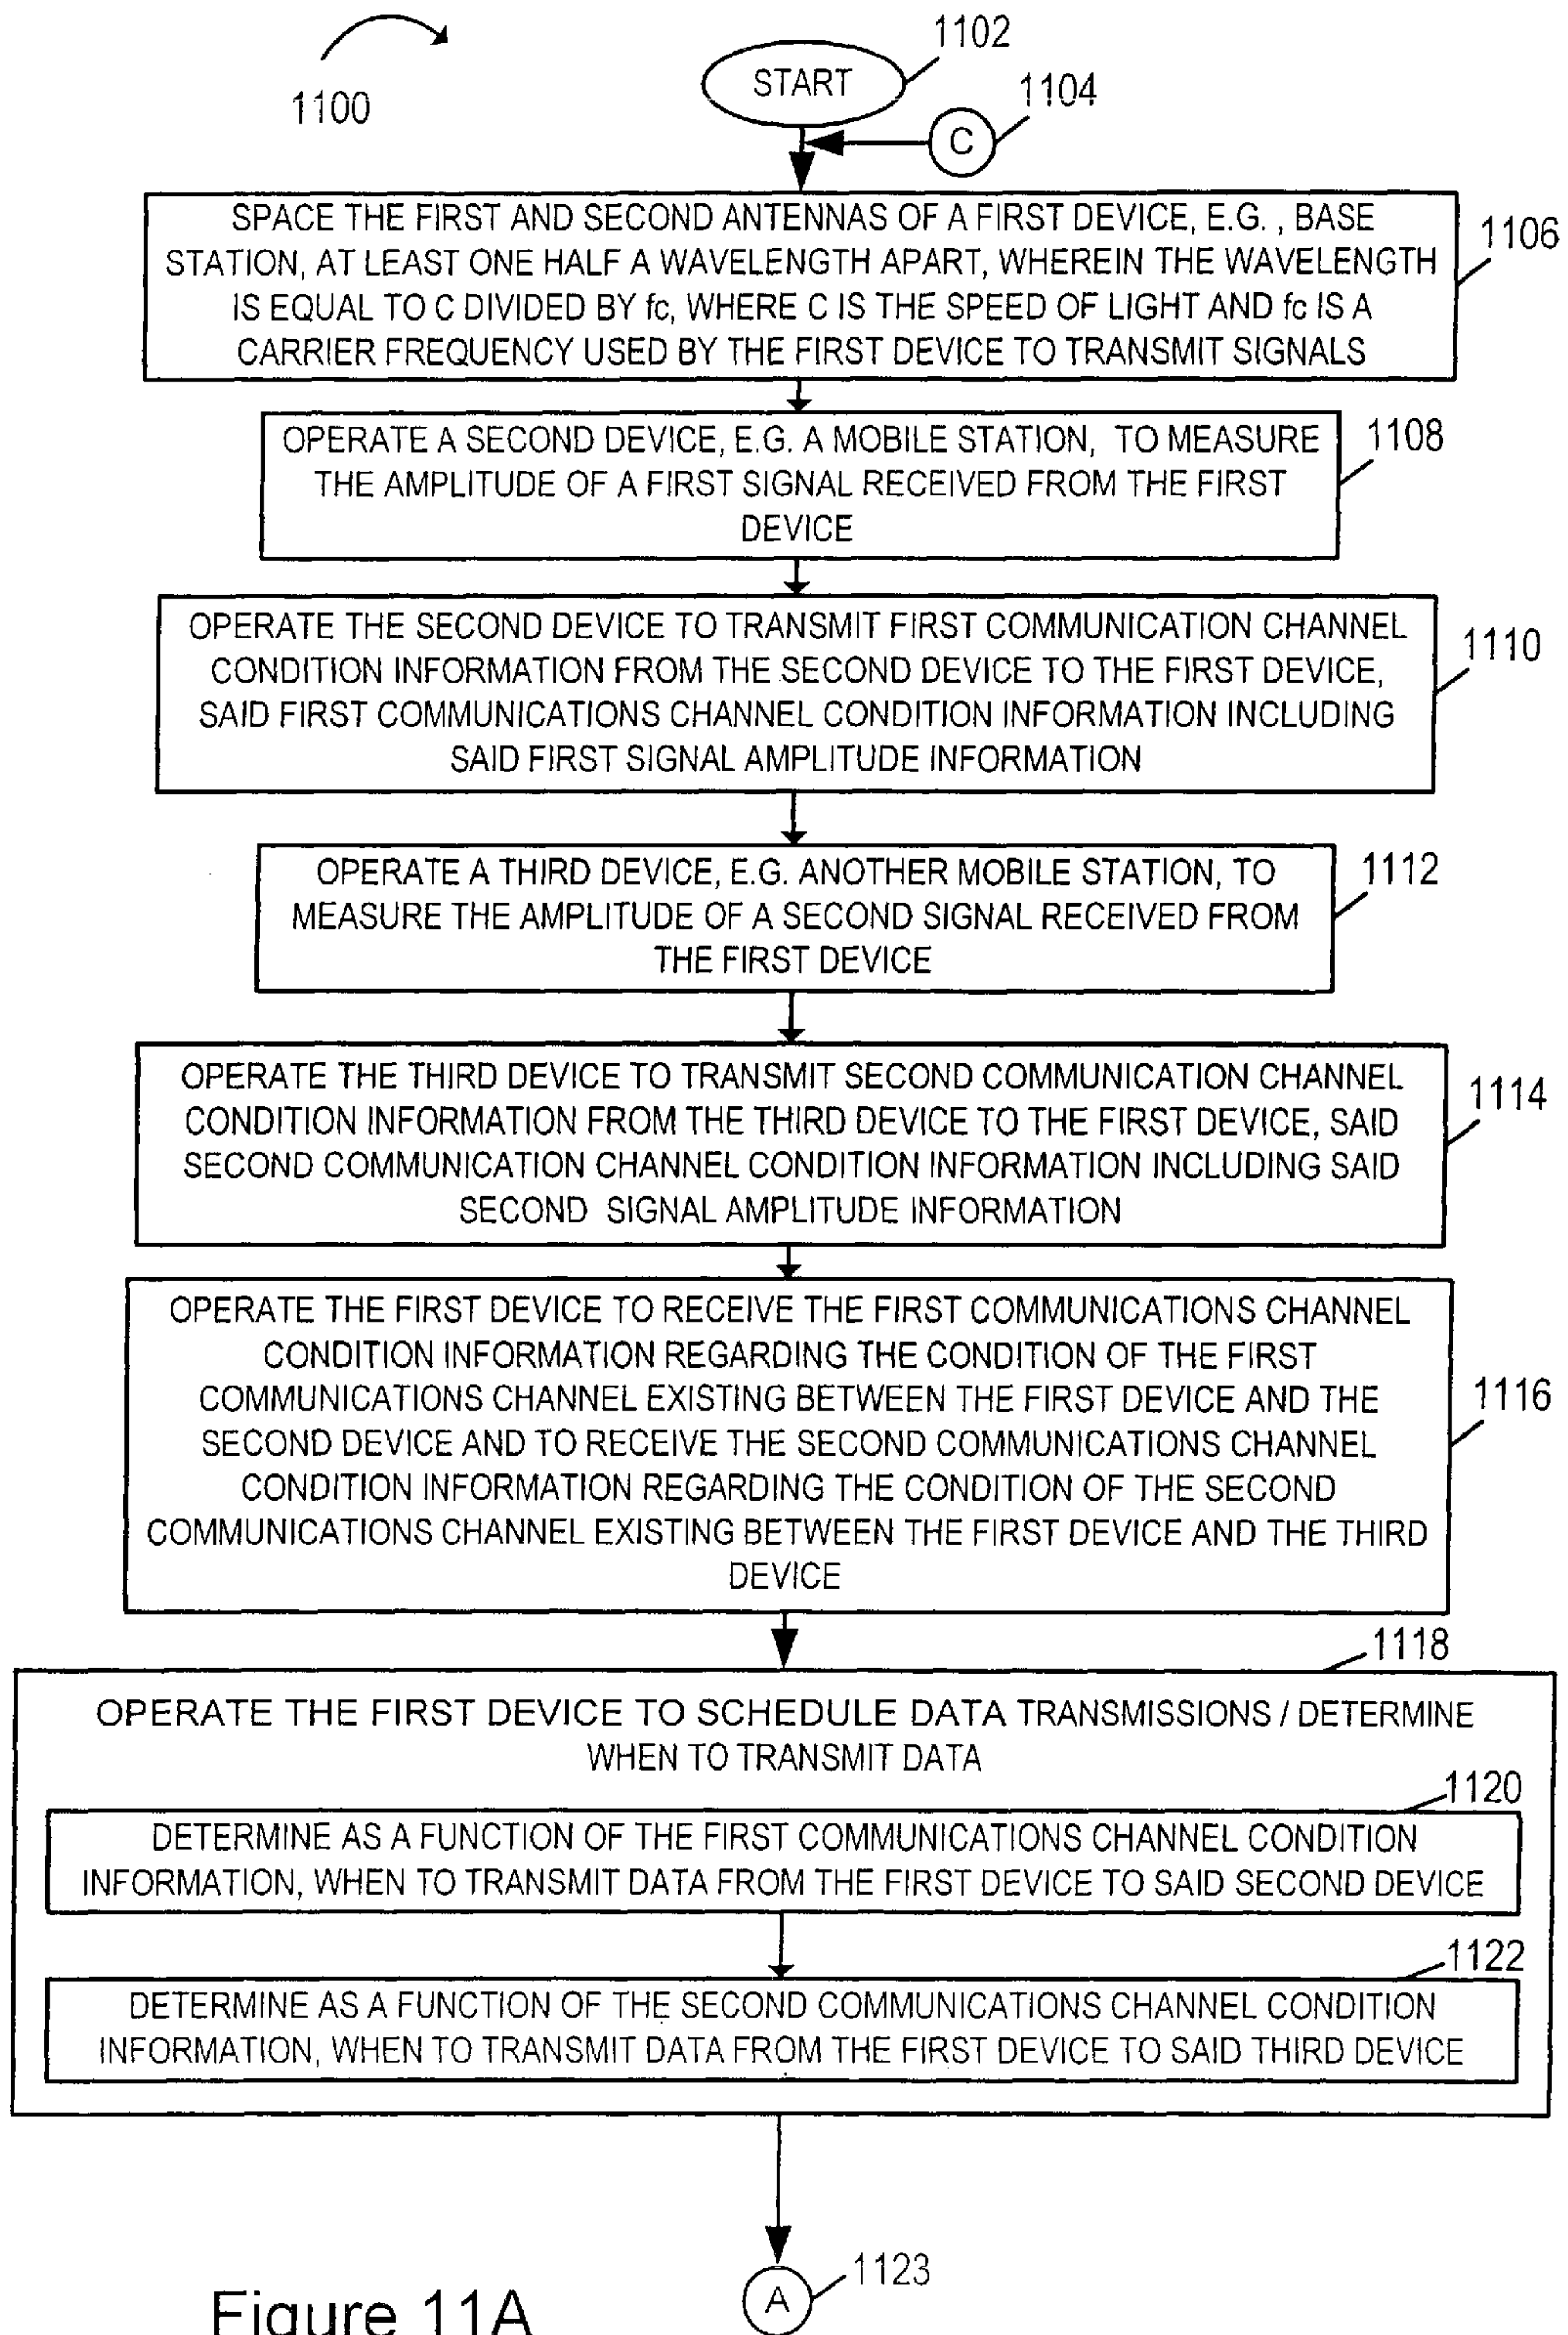 1100
START
1102
C
1104
SPACE THE FIRST AND SECOND ANTENNAS OF A FIRST DEVICE, E.G. , BASE
STATION, AT LEAST ONE HALF A WAVELENGTH APART, WHEREIN THE WAVELENGTH
IS EQUAL TO C DIVIDED BY fc, WHERE C IS THE SPEED OF LIGHT AND fc IS A
CARRIER FREQUENCY USED BY THE FIRST DEVICE TO TRANSMIT SIGNALS
1106
OPERATE A SECOND DEVICE, E.G. A MOBILE STATION, TO MEASURE
THE AMPLITUDE OF A FIRST SIGNAL RECEIVED FROM THE FIRST
DEVICE
1108
OPERATE THE SECOND DEVICE TO TRANSMIT FIRST COMMUNICATION CHANNEL
CONDITION INFORMATION FROM THE SECOND DEVICE TO THE FIRST DEVICE,
SAID FIRST COMMUNICATIONS CHANNEL CONDITION INFORMATION INCLUDING
SAID FIRST SIGNAL AMPLITUDE INFORMATION
1110
OPERATE A THIRD DEVICE, E.G. ANOTHER MOBILE STATION, TO
MEASURE THE AMPLITUDE OF A SECOND SIGNAL RECEIVED FROM
THE FIRST DEVICE
1112
OPERATE THE THIRD DEVICE TO TRANSMIT SECOND COMMUNICATION CHANNEL
CONDITION INFORMATION FROM THE THIRD DEVICE TO THE FIRST DEVICE, SAID
SECOND COMMUNICATION CHANNEL CONDITION INFORMATION INCLUDING SAID
SECOND SIGNAL AMPLITUDE INFORMATION
1114
OPERATE THE FIRST DEVICE TO RECEIVE THE FIRST COMMUNICATIONS CHANNEL
CONDITION INFORMATION REGARDING THE CONDITION OF THE FIRST
COMMUNICATIONS CHANNEL EXISTING BETWEEN THE FIRST DEVICE AND THE
SECOND DEVICE AND TO RECEIVE THE SECOND COMMUNICATIONS CHANNEL
CONDITION INFORMATION REGARDING THE CONDITION OF THE SECOND
COMMUNICATIONS CHANNEL EXISTING BETWEEN THE FIRST DEVICE AND THE THIRD
DEVICE
1116
1118
OPERATE THE FIRST DEVICE TO SCHEDULE DATA TRANSMISSIONS / DETERMINE
WHEN TO TRANSMIT DATA
1120
DETERMINE AS A FUNCTION OF THE FIRST COMMUNICATIONS CHANNEL CONDITION
INFORMATION, WHEN TO TRANSMIT DATA FROM THE FIRST DEVICE TO SAID SECOND DEVICE
1122
DETERMINE AS A FUNCTION OF THE SECOND COMMUNICATIONS CHANNEL CONDITION
INFORMATION, WHEN TO TRANSMIT DATA FROM THE FIRST DEVICE TO SAID THIRD DEVICE
A
1123
Figure 11A